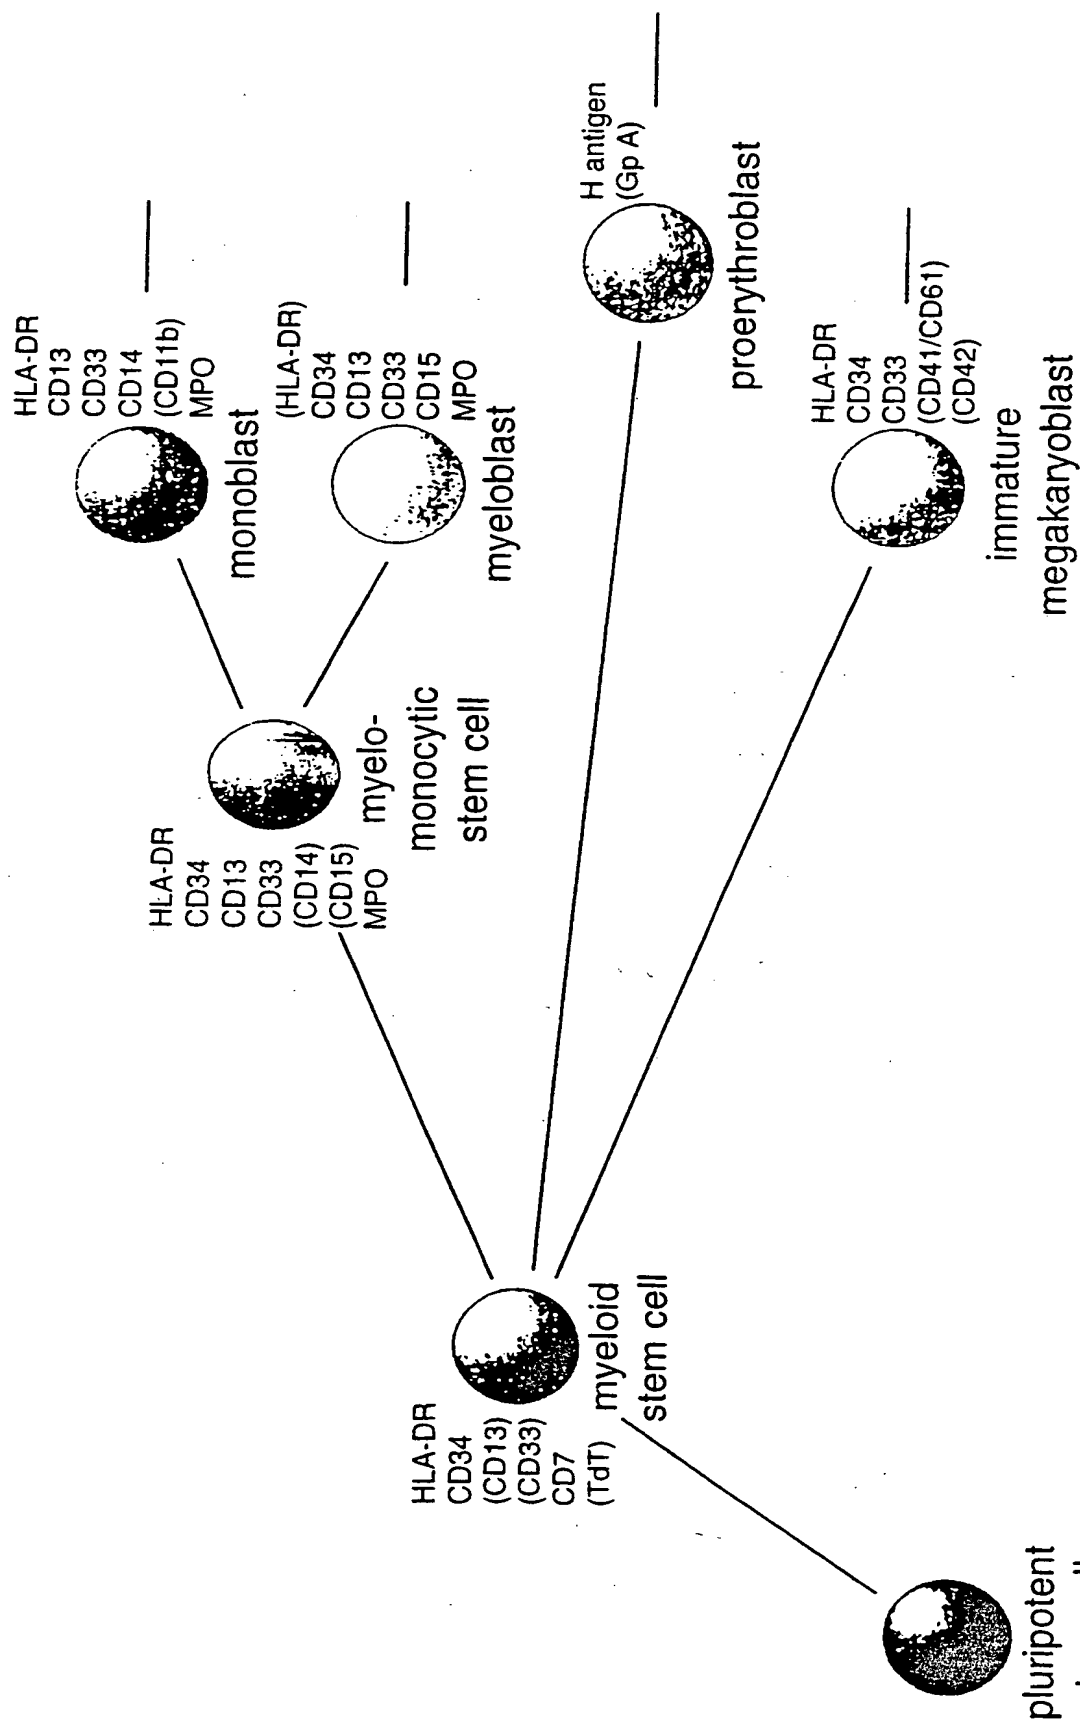 HLA-DR
CD13
CD33
CD14
(CD11b)
MPO
monoblast
(HLA-DR)
CD34
CD13
CD33
CD15
MPO
myeloblast
HLA-DR
CD34
CD13
CD33
(CD14)
(CD15)
MPO
myelo-
monocytic
stem cell
H antigen
(Gp A)
proerythroblast
HLA-DR
CD34
CD33
(CD41/CD61)
(CD42)
immature
megakaryoblast
HLA-DR
CD34
(CD13)
(CD33)
CD7
(TdT)
myeloid
stem cell
pluripotent